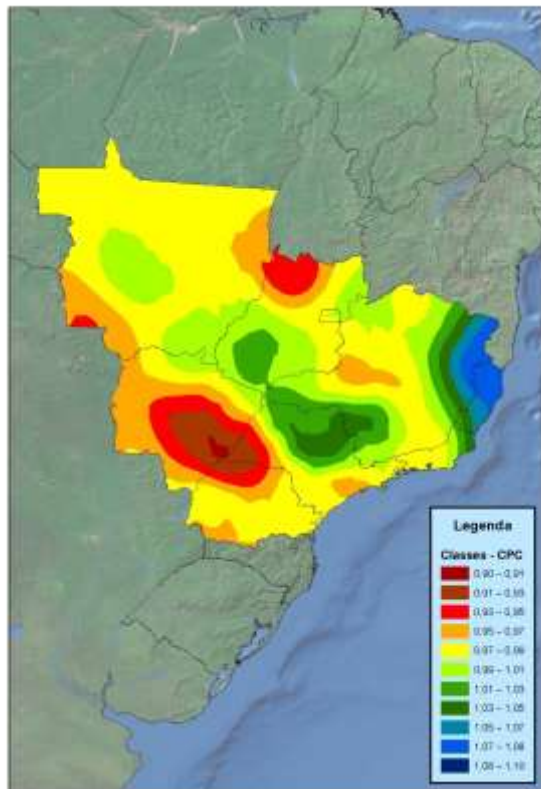 Legenda
Classes - CPC
0,90 – 0,91
0,91 – 0,93
0,93 – 0,95
0,95 – 0,97
0,97 – 0,99
0,99 – 1,01
1,01 – 1,03
1,03 – 1,05
1,05 – 1,07
1,07 – 1,08
1,08 – 1,10